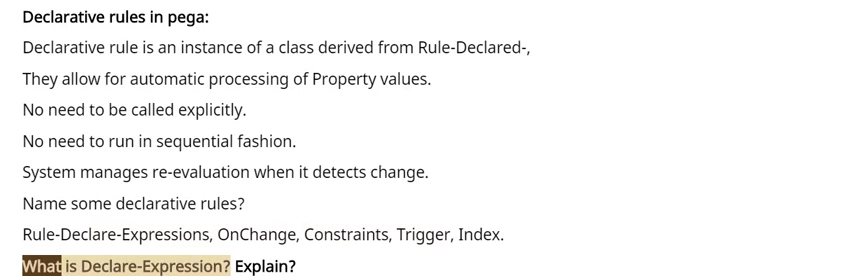 Declarative rules in pega:
Declarative rule is an instance of a class derived from Rule-Declared-,
They allow for automatic processing of Property values.
No need to be called explicitly.
No need to run in sequential fashion.
System manages re-evaluation when it detects change.
Name some declarative rules?
Rule-Declare-Expressions, OnChange, Constraints, Trigger, Index.
What is Declare-Expression? Explain?